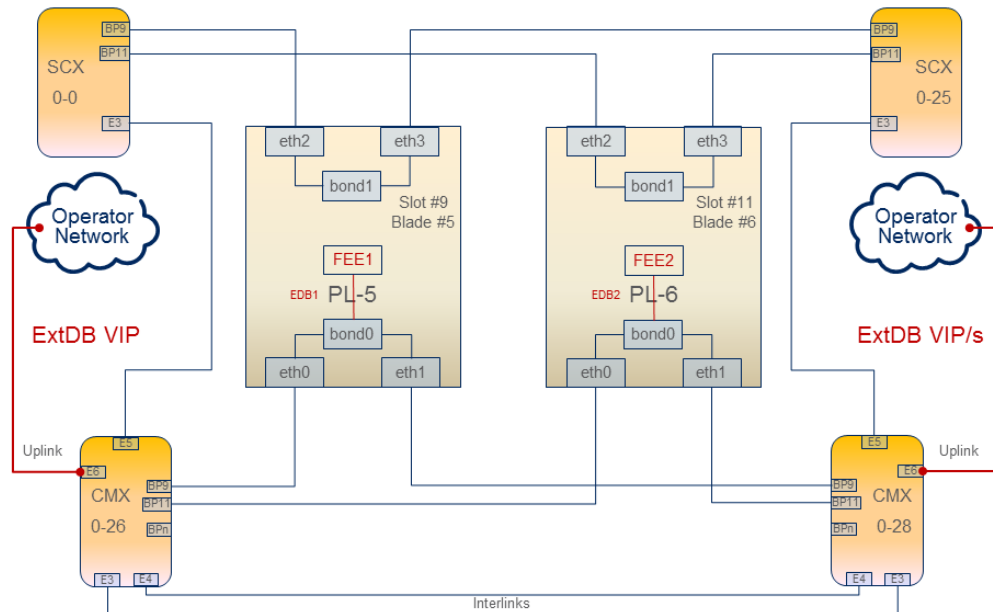 SCX
0-0
BP9
BP11
E3
SCX
0-25
BP9
BP11
E3
eth2
eth3
bond1
Slot #9
Blade #5
FEE1
EDB1
PL-5
bond0
eth0
eth1
eth2
eth3
bond1
Slot #11
Blade #6
FEE2
EDB2
PL-6
bond0
eth0
eth1
Operator
Network
Operator
Network
ExtDB VIP
ExtDB VIP/s
Uplink
E5
E6
CMX
0-26
BP9
BP11
BPn
E3
E4
Uplink
E5
E6
CMX
0-28
BP9
BP11
BPn
E4
E3
Interlinks